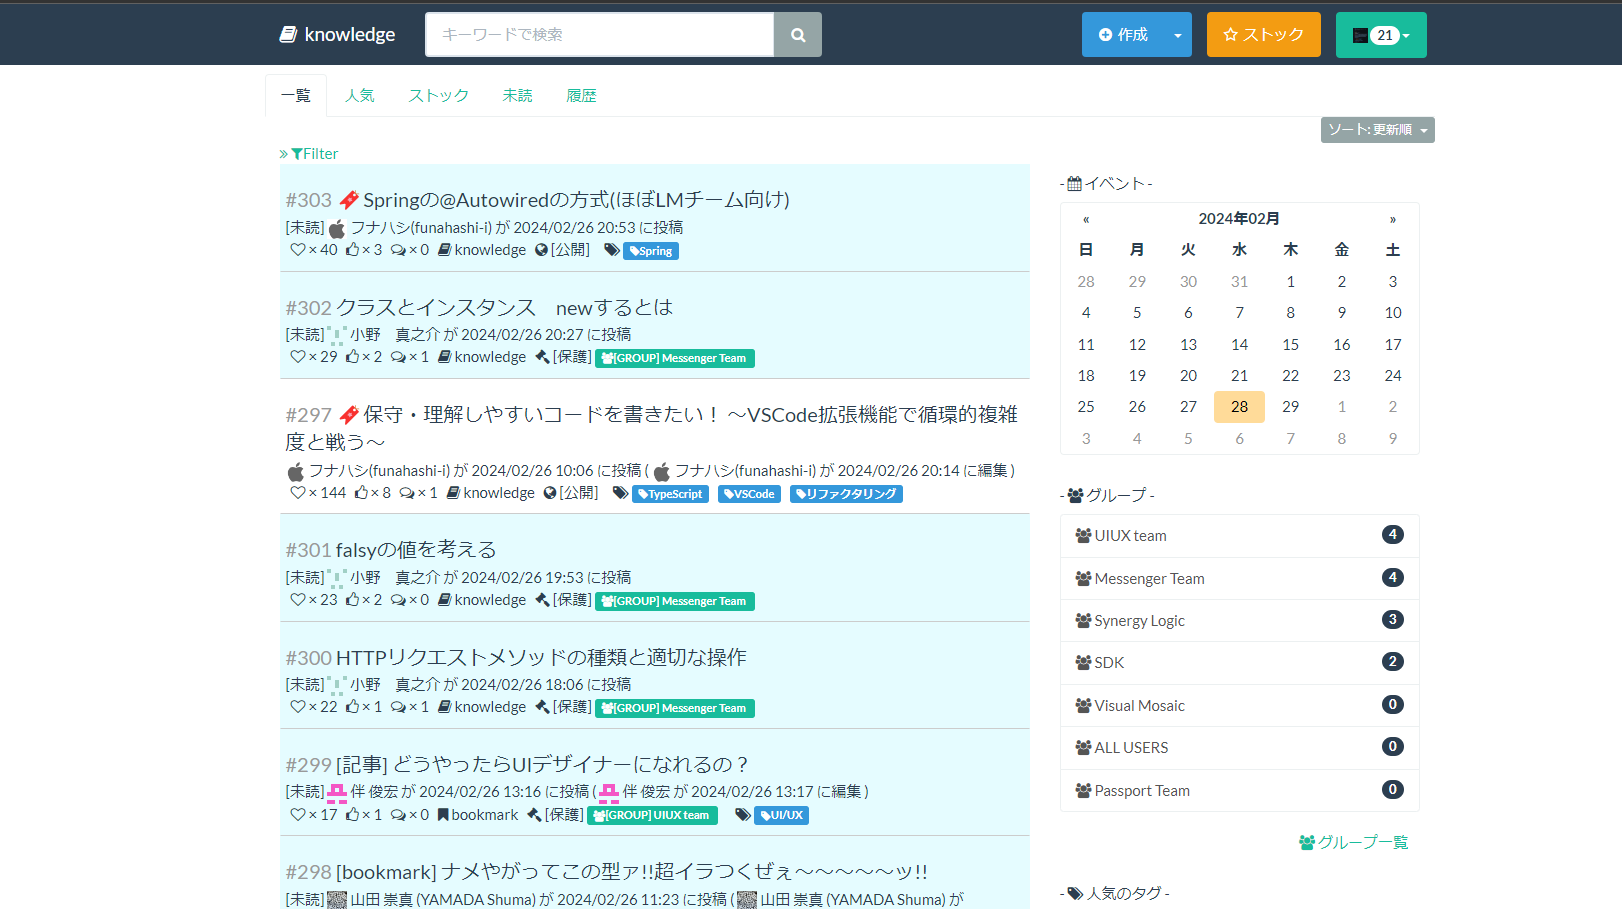 knowledge
キーワードで検索
作成
ストック
21
一覧
人気
ストック
未読
履歴
ソート: 更新順
» Filter
#303 Springの@Autowiredの方式(ほぼLMチーム向け)
[未読] フナハシ(funahashi-i) が 2024/02/26 20:53 に投稿
× 40 × 3 × 0 knowledge [公開] Spring
#302 クラスとインスタンス　newするとは
[未読] 小野　真之介 が 2024/02/26 20:27 に投稿
× 29 × 2 × 1 knowledge [保護] [GROUP] Messenger Team
#297 保守・理解しやすいコードを書きたい！ 〜VSCode拡張機能で循環的複雑
度と戦う〜
フナハシ(funahashi-i) が 2024/02/26 10:06 に投稿 ( フナハシ(funahashi-i) が 2024/02/26 20:14 に編集 )
× 144 × 8 × 1 knowledge [公開] TypeScript VSCode リファクタリング
#301 falsyの値を考える
[未読] 小野　真之介 が 2024/02/26 19:53 に投稿
× 23 × 2 × 0 knowledge [保護] [GROUP] Messenger Team
#300 HTTPリクエストメソッドの種類と適切な操作
[未読] 小野　真之介 が 2024/02/26 18:06 に投稿
× 22 × 1 × 1 knowledge [保護] [GROUP] Messenger Team
#299 [記事] どうやったらUIデザイナーになれるの？
[未読] 伴 俊宏 が 2024/02/26 13:16 に投稿 ( 伴 俊宏 が 2024/02/26 13:17 に編集 )
× 17 × 1 × 0 bookmark [保護] [GROUP] UIUX team UI/UX
#298 [bookmark] ナメやがってこの型ァ!!超イラつくぜぇ〜〜〜〜〜ッ!!
[未読] 山田 崇真 (YAMADA Shuma) が 2024/02/26 11:23 に投稿 ( 山田 崇真 (YAMADA Shuma) が
- イベント -
« 2024年02月 »
日 月 火 水 木 金 土
28 29 30 31 1 2 3
4 5 6 7 8 9 10
11 12 13 14 15 16 17
18 19 20 21 22 23 24
25 26 27 28 29 1 2
3 4 5 6 7 8 9
- グループ -
UIUX team 4
Messenger Team 4
Synergy Logic 3
SDK 2
Visual Mosaic 0
ALL USERS 0
Passport Team 0
グループ一覧
- 人気のタグ -